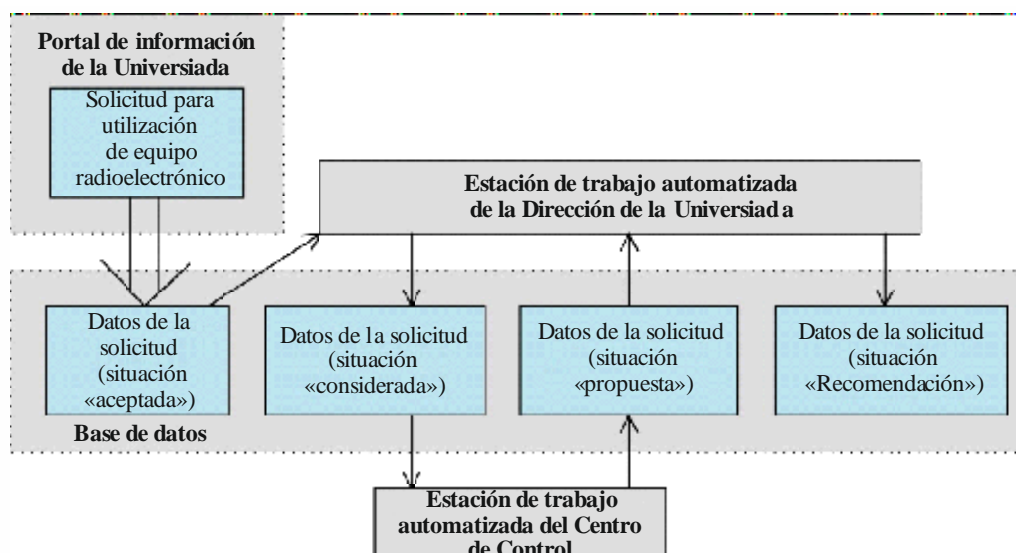 Portal de información
de la Universiada
Solicitud para
utilización
de equipo
radioelectrónico
Estación de trabajo automatizada
de la Dirección de la Universiada
Datos de la
solicitud
(situación
«aceptada»)
Datos de la solicitud
(situación
«considerada»)
Datos de la solicitud
(situación
«propuesta»)
Datos de la solicitud
(situación
«Recomendación»)
Base de datos
Estación de trabajo
automatizada del Centro
de Control